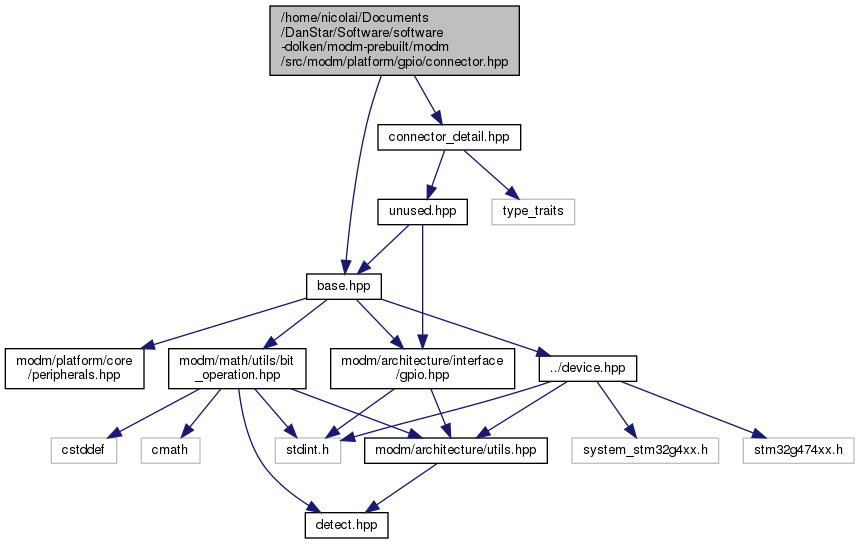 /home/nicolai/Documents
/DanStar/Software/software
-dolken/modm-prebuilt/modm
/src/modm/platform/gpio/connector.hpp
connector_detail.hpp
unused.hpp
type_traits
base.hpp
modm/platform/core
/peripherals.hpp
modm/math/utils/bit
_operation.hpp
modm/architecture/interface
/gpio.hpp
../device.hpp
cstddef
cmath
stdint.h
modm/architecture/utils.hpp
system_stm32g4xx.h
stm32g474xx.h
detect.hpp